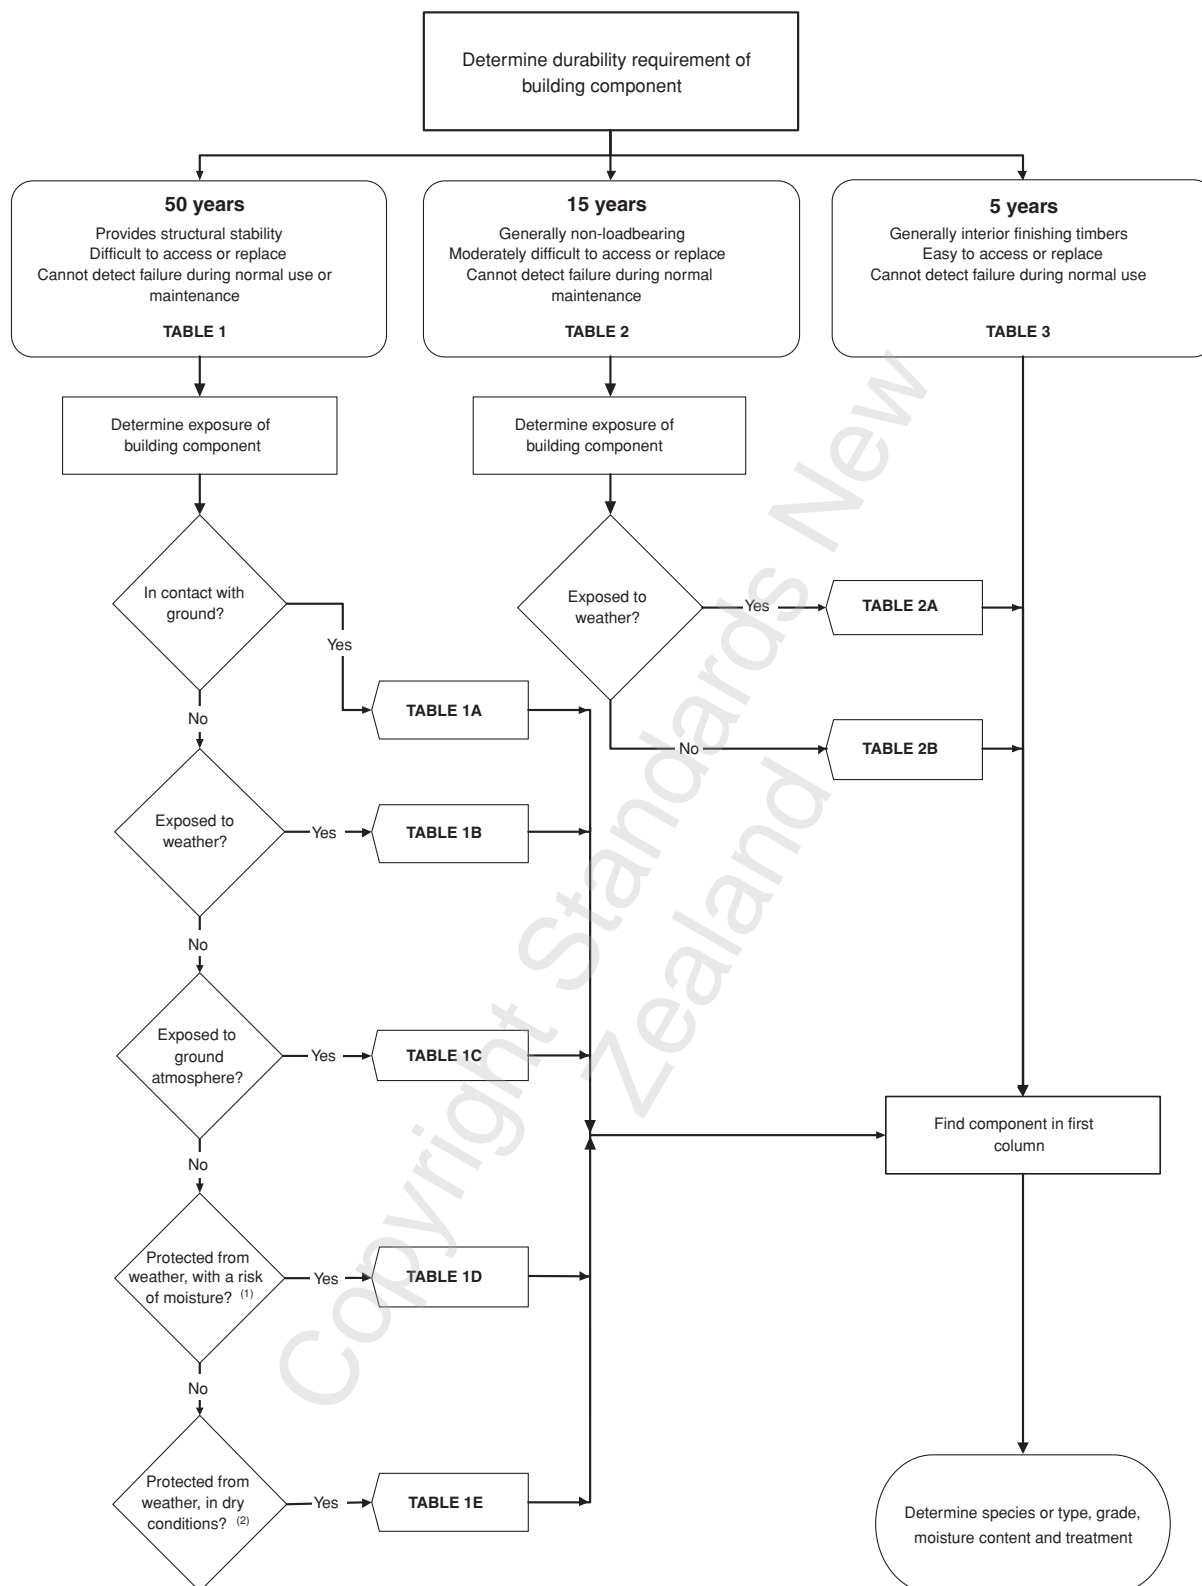 Determine durability requirement of
building component
50 years
Provides structural stability
Difficult to access or replace
Cannot detect failure during normal use or
maintenance
TABLE 1
15 years
Generally non-loadbearing
Moderately difficult to access or replace
Cannot detect failure during normal
maintenance
TABLE 2
5 years
Generally interior finishing timbers
Easy to access or replace
Cannot detect failure during normal use
TABLE 3
Determine exposure of
building component
Determine exposure of
building component
In contact with
ground?
Yes
TABLE 1A
No
Exposed to
weather?
Yes
TABLE 2A
No
TABLE 2B
Exposed to
weather?
Yes
TABLE 1B
No
Exposed to
ground
atmosphere?
Yes
TABLE 1C
No
Find component in first
column
Protected from
weather, with a risk
of moisture? (1)
Yes
TABLE 1D
No
Protected from
weather, in dry
conditions? (2)
Yes
TABLE 1E
Determine species or type, grade,
moisture content and treatment
Copyright Standards New
Zealand